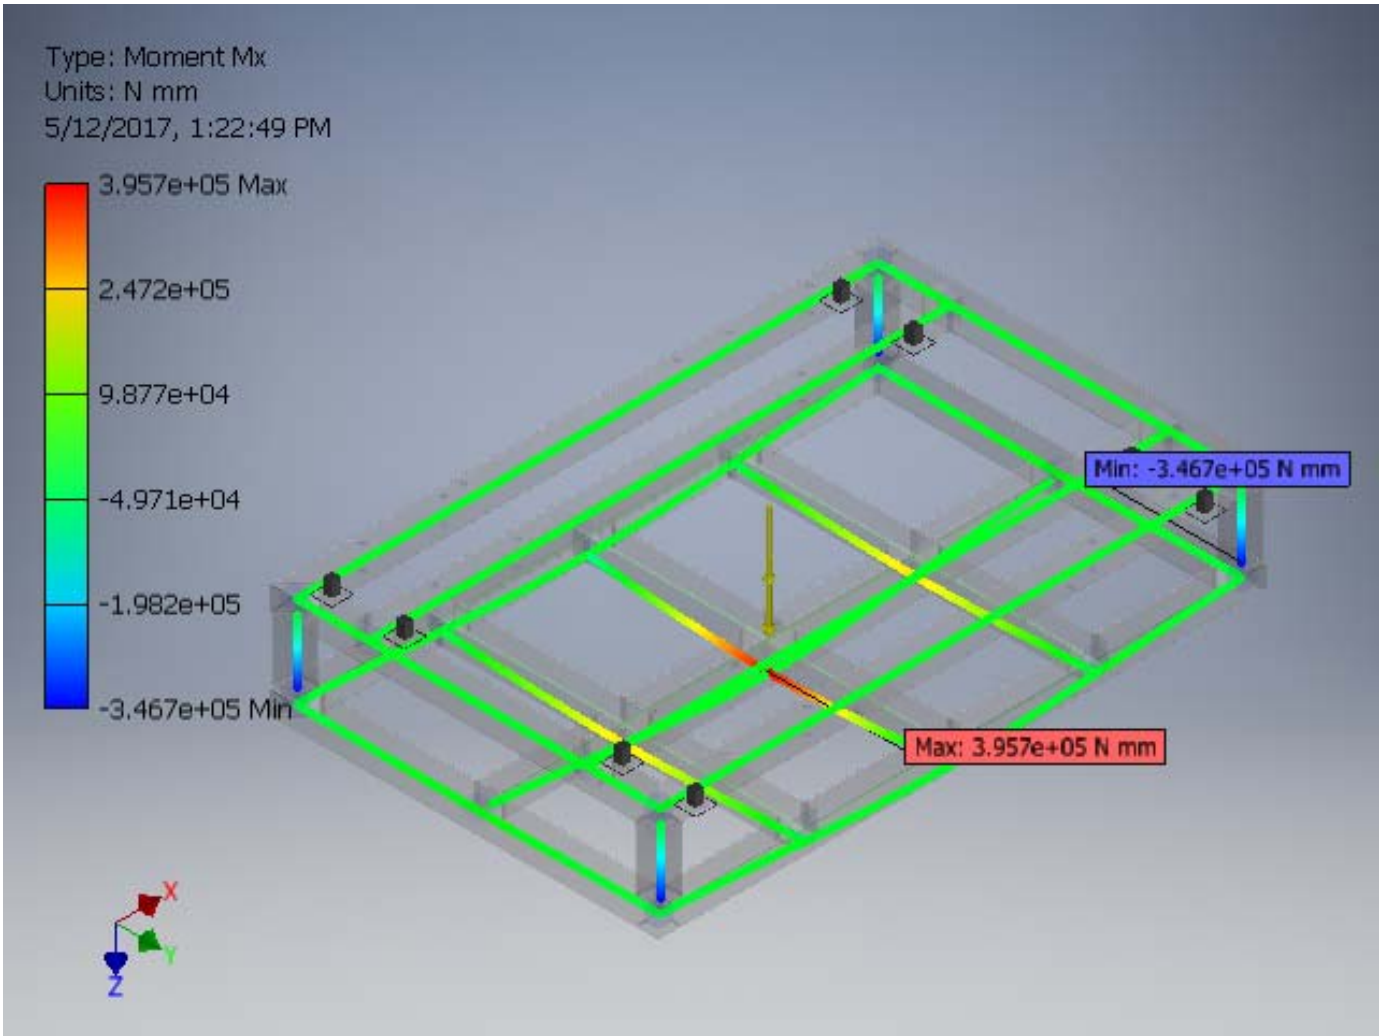 Type: Moment Mx
Units: N mm
5/12/2017, 1:22:49 PM
3.957e+05 Max
2.472e+05
9.877e+04
-4.971e+04
-1.982e+05
-3.467e+05 Min
Min: -3.467e+05 N mm
Max: 3.957e+05 N mm
X
Y
Z